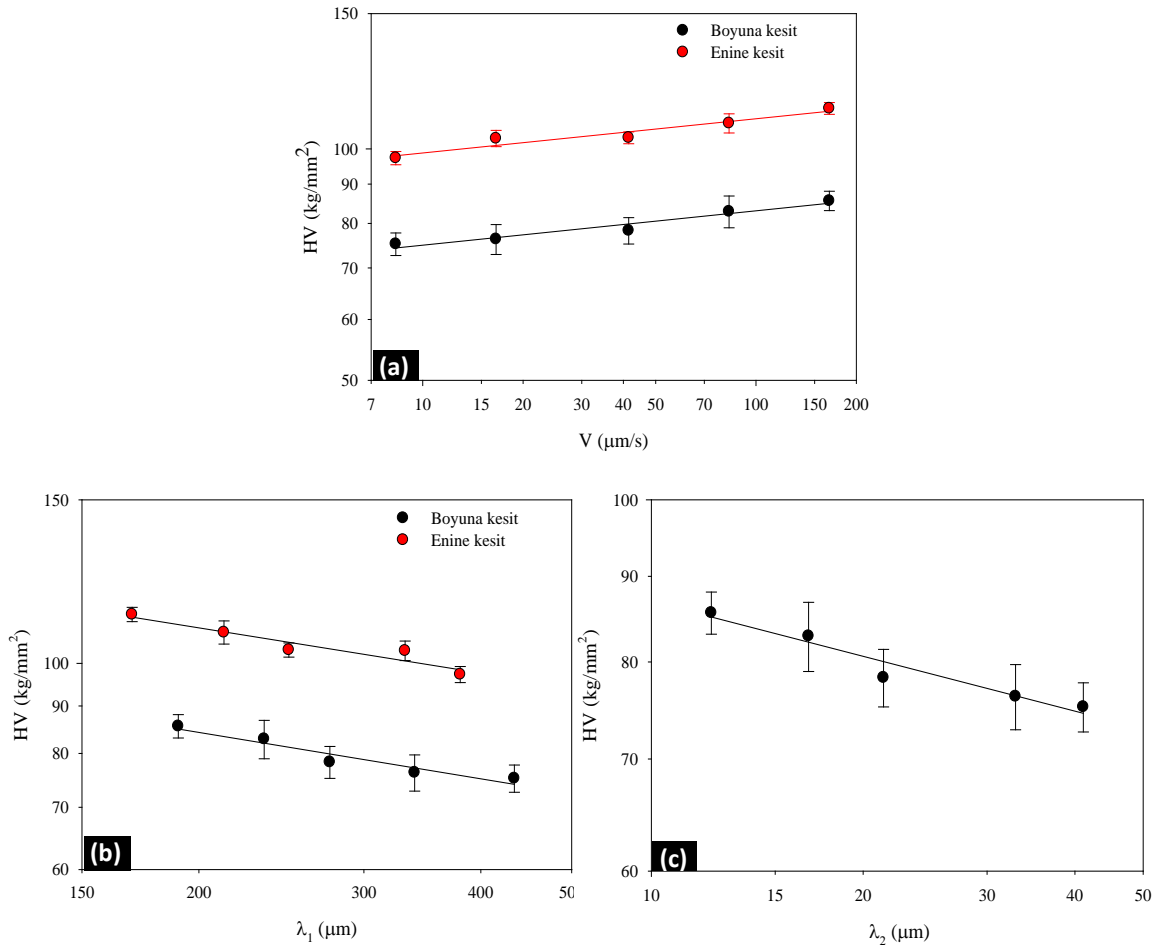 150
Boyuna kesit
Enine kesit
100
90
80
70
60
50
HV (kg/mm²)
(a)
7 10 15 20 30 40 50 70 100 150 200
V (μm/s)
150
Boyuna kesit
Enine kesit
100
90
80
70
60
HV (kg/mm²)
(b)
150 200 300 400 50
λ₁ (μm)
100
90
80
70
60
HV (kg/mm²)
(c)
10 15 20 30 40 50
λ₂ (μm)